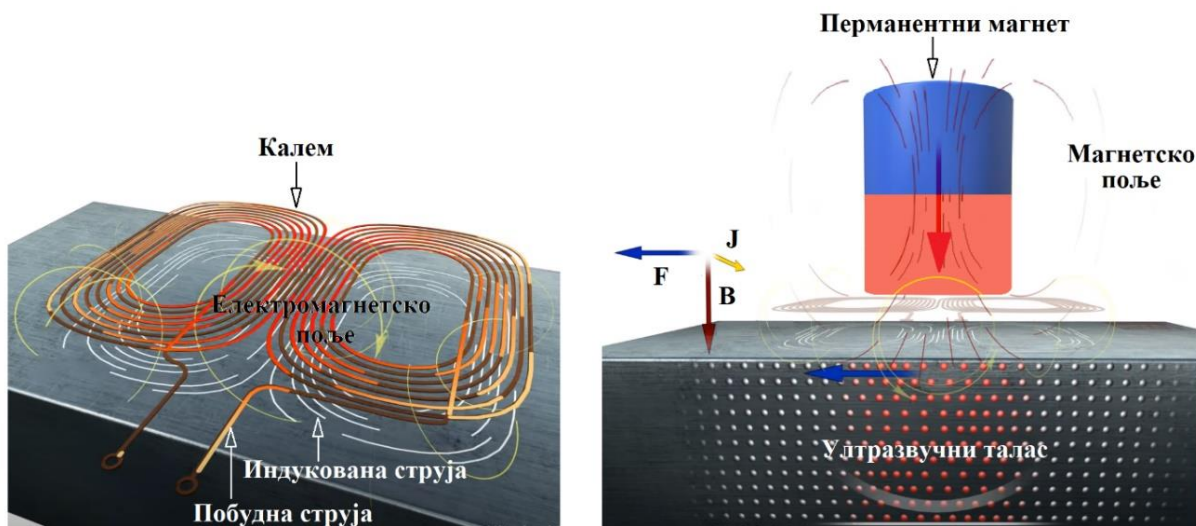 Калем
Електромагнетско
поље
Индукована струја
Побудна струја
Перманентни магнет
Магнетско
поље
J
F
B
Ултразвучни талас